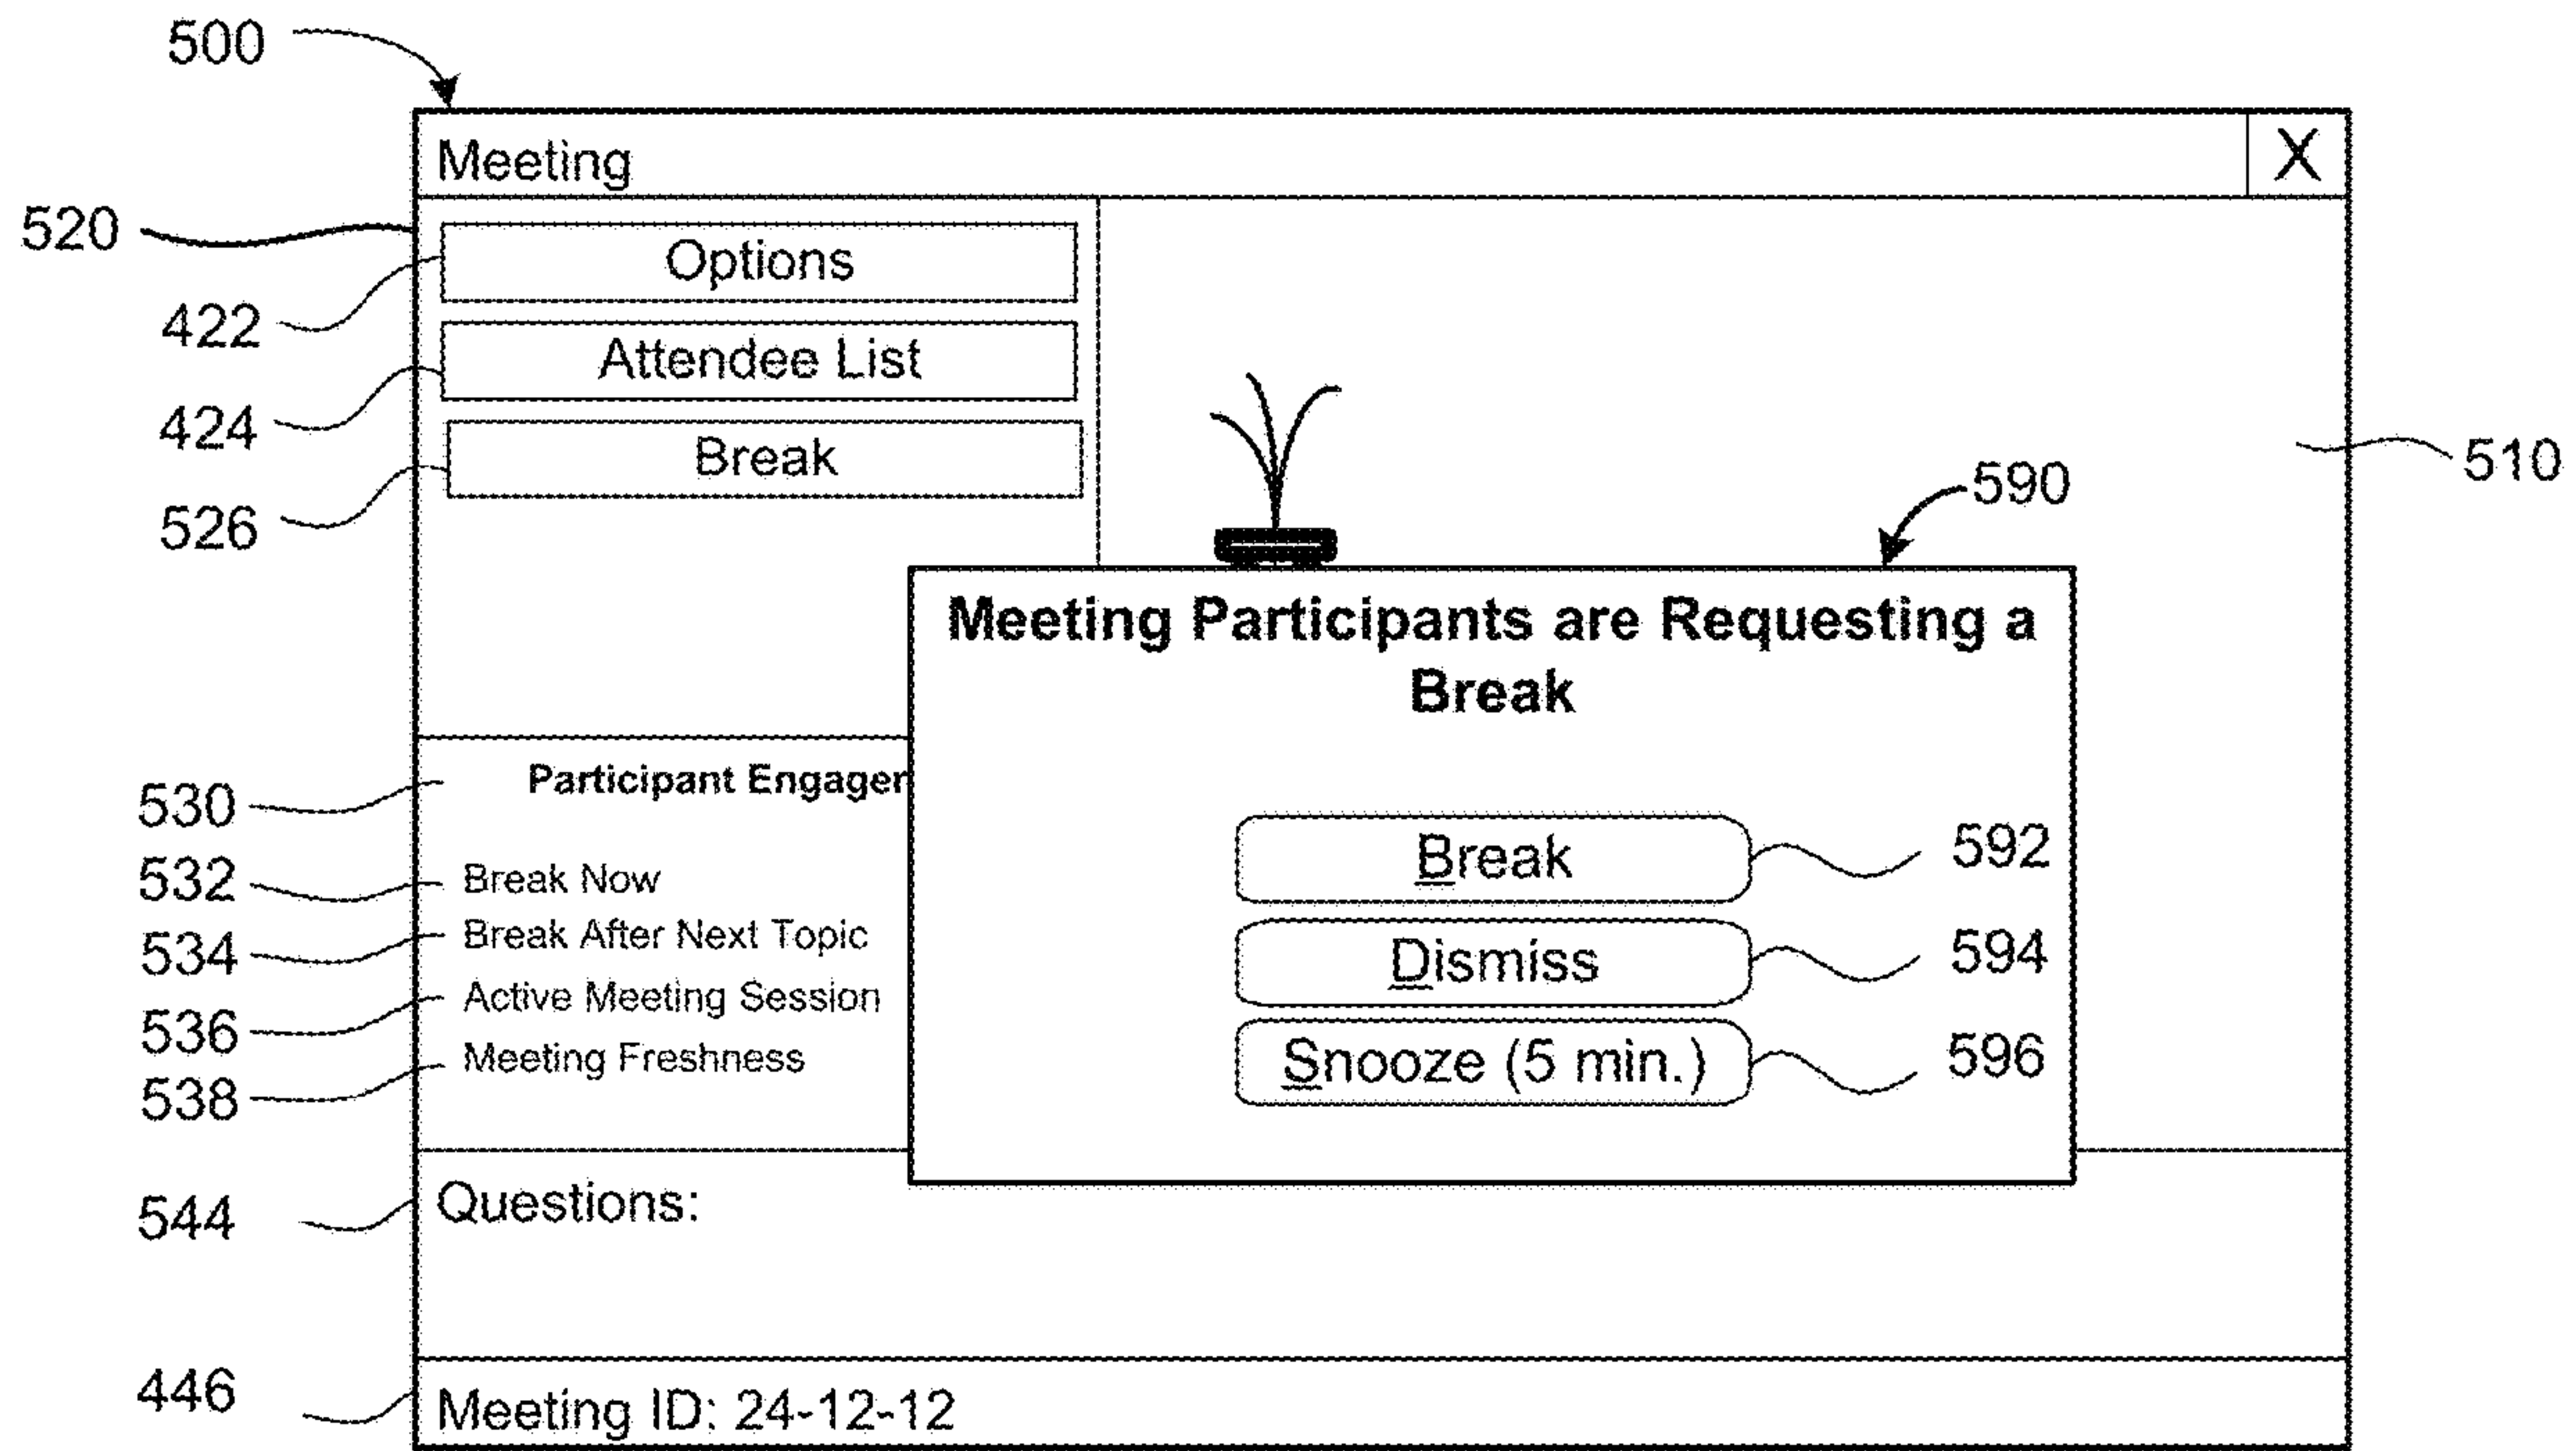 500
Meeting
X
520
Options
422
Attendee List
424
Break
526
510
590
Meeting Participants are Requesting a
Break
530
Participant Engager
532
Break Now
534
Break After Next Topic
536
Active Meeting Session
538
Meeting Freshness
Break
592
Dismiss
594
Snooze (5 min.)
596
544
Questions:
446
Meeting ID: 24-12-12